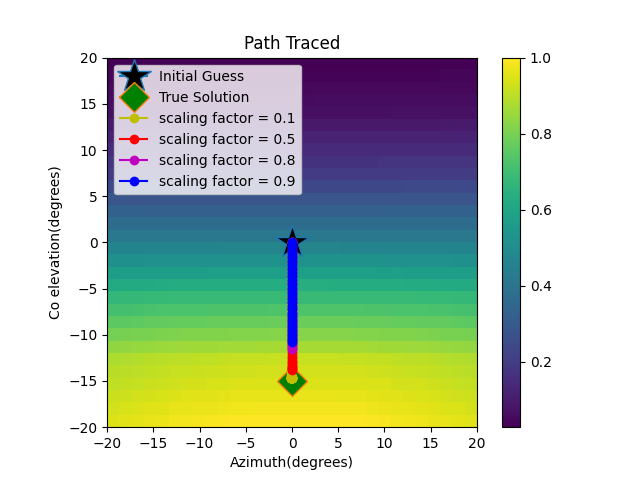 Path Traced
Initial Guess
True Solution
scaling factor = 0.1
scaling factor = 0.5
scaling factor = 0.8
scaling factor = 0.9
20
15
10
5
0
−5
−10
−15
−20
Co elevation(degrees)
−20 −15 −10 −5 0 5 10 15 20
Azimuth(degrees)
1.0
0.8
0.6
0.4
0.2